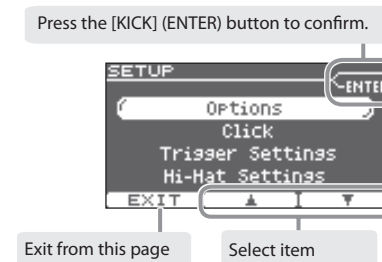 Press the [KICK] (ENTER) button to confirm.
SETUP
ENTER
Options
Click
Trigger Settings
Hi-Hat Settings
EXIT
Exit from this page
Select item